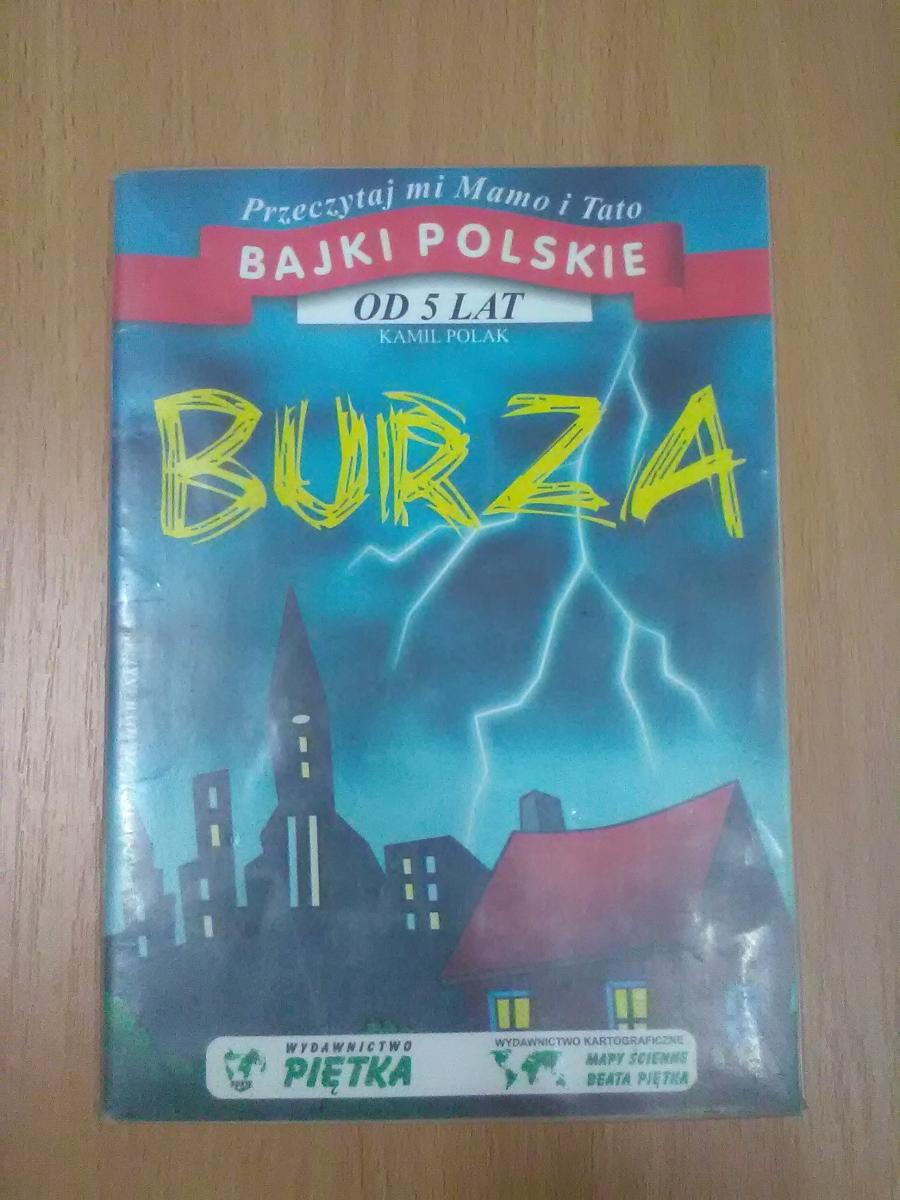 Przeczytaj mi Mamo i Tato
BAJKI POLSKIE
OD 5 LAT
KAMIL POLAK
BURZA
WYDAWNICTWO
PIĘTKA
WYDAWNICTWO KARTOGRAFICZNE
MAPY ŚCIENNE
BEATA PIĘTKA